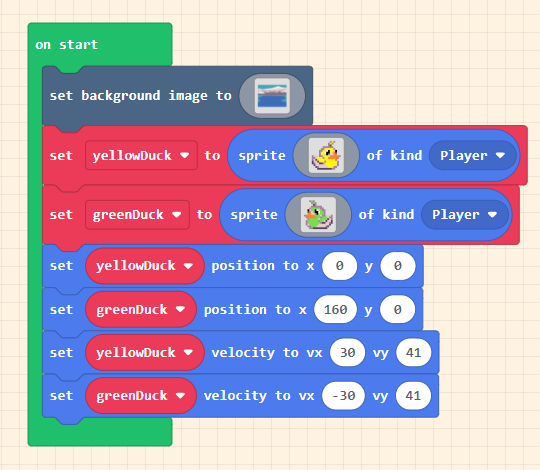 on start
set background image to
set yellowDuck to sprite of kind Player
set greenDuck to sprite of kind Player
set yellowDuck position to x 0 y 0
set greenDuck position to x 160 y 0
set yellowDuck velocity to vx 30 vy 41
set greenDuck velocity to vx -30 vy 41